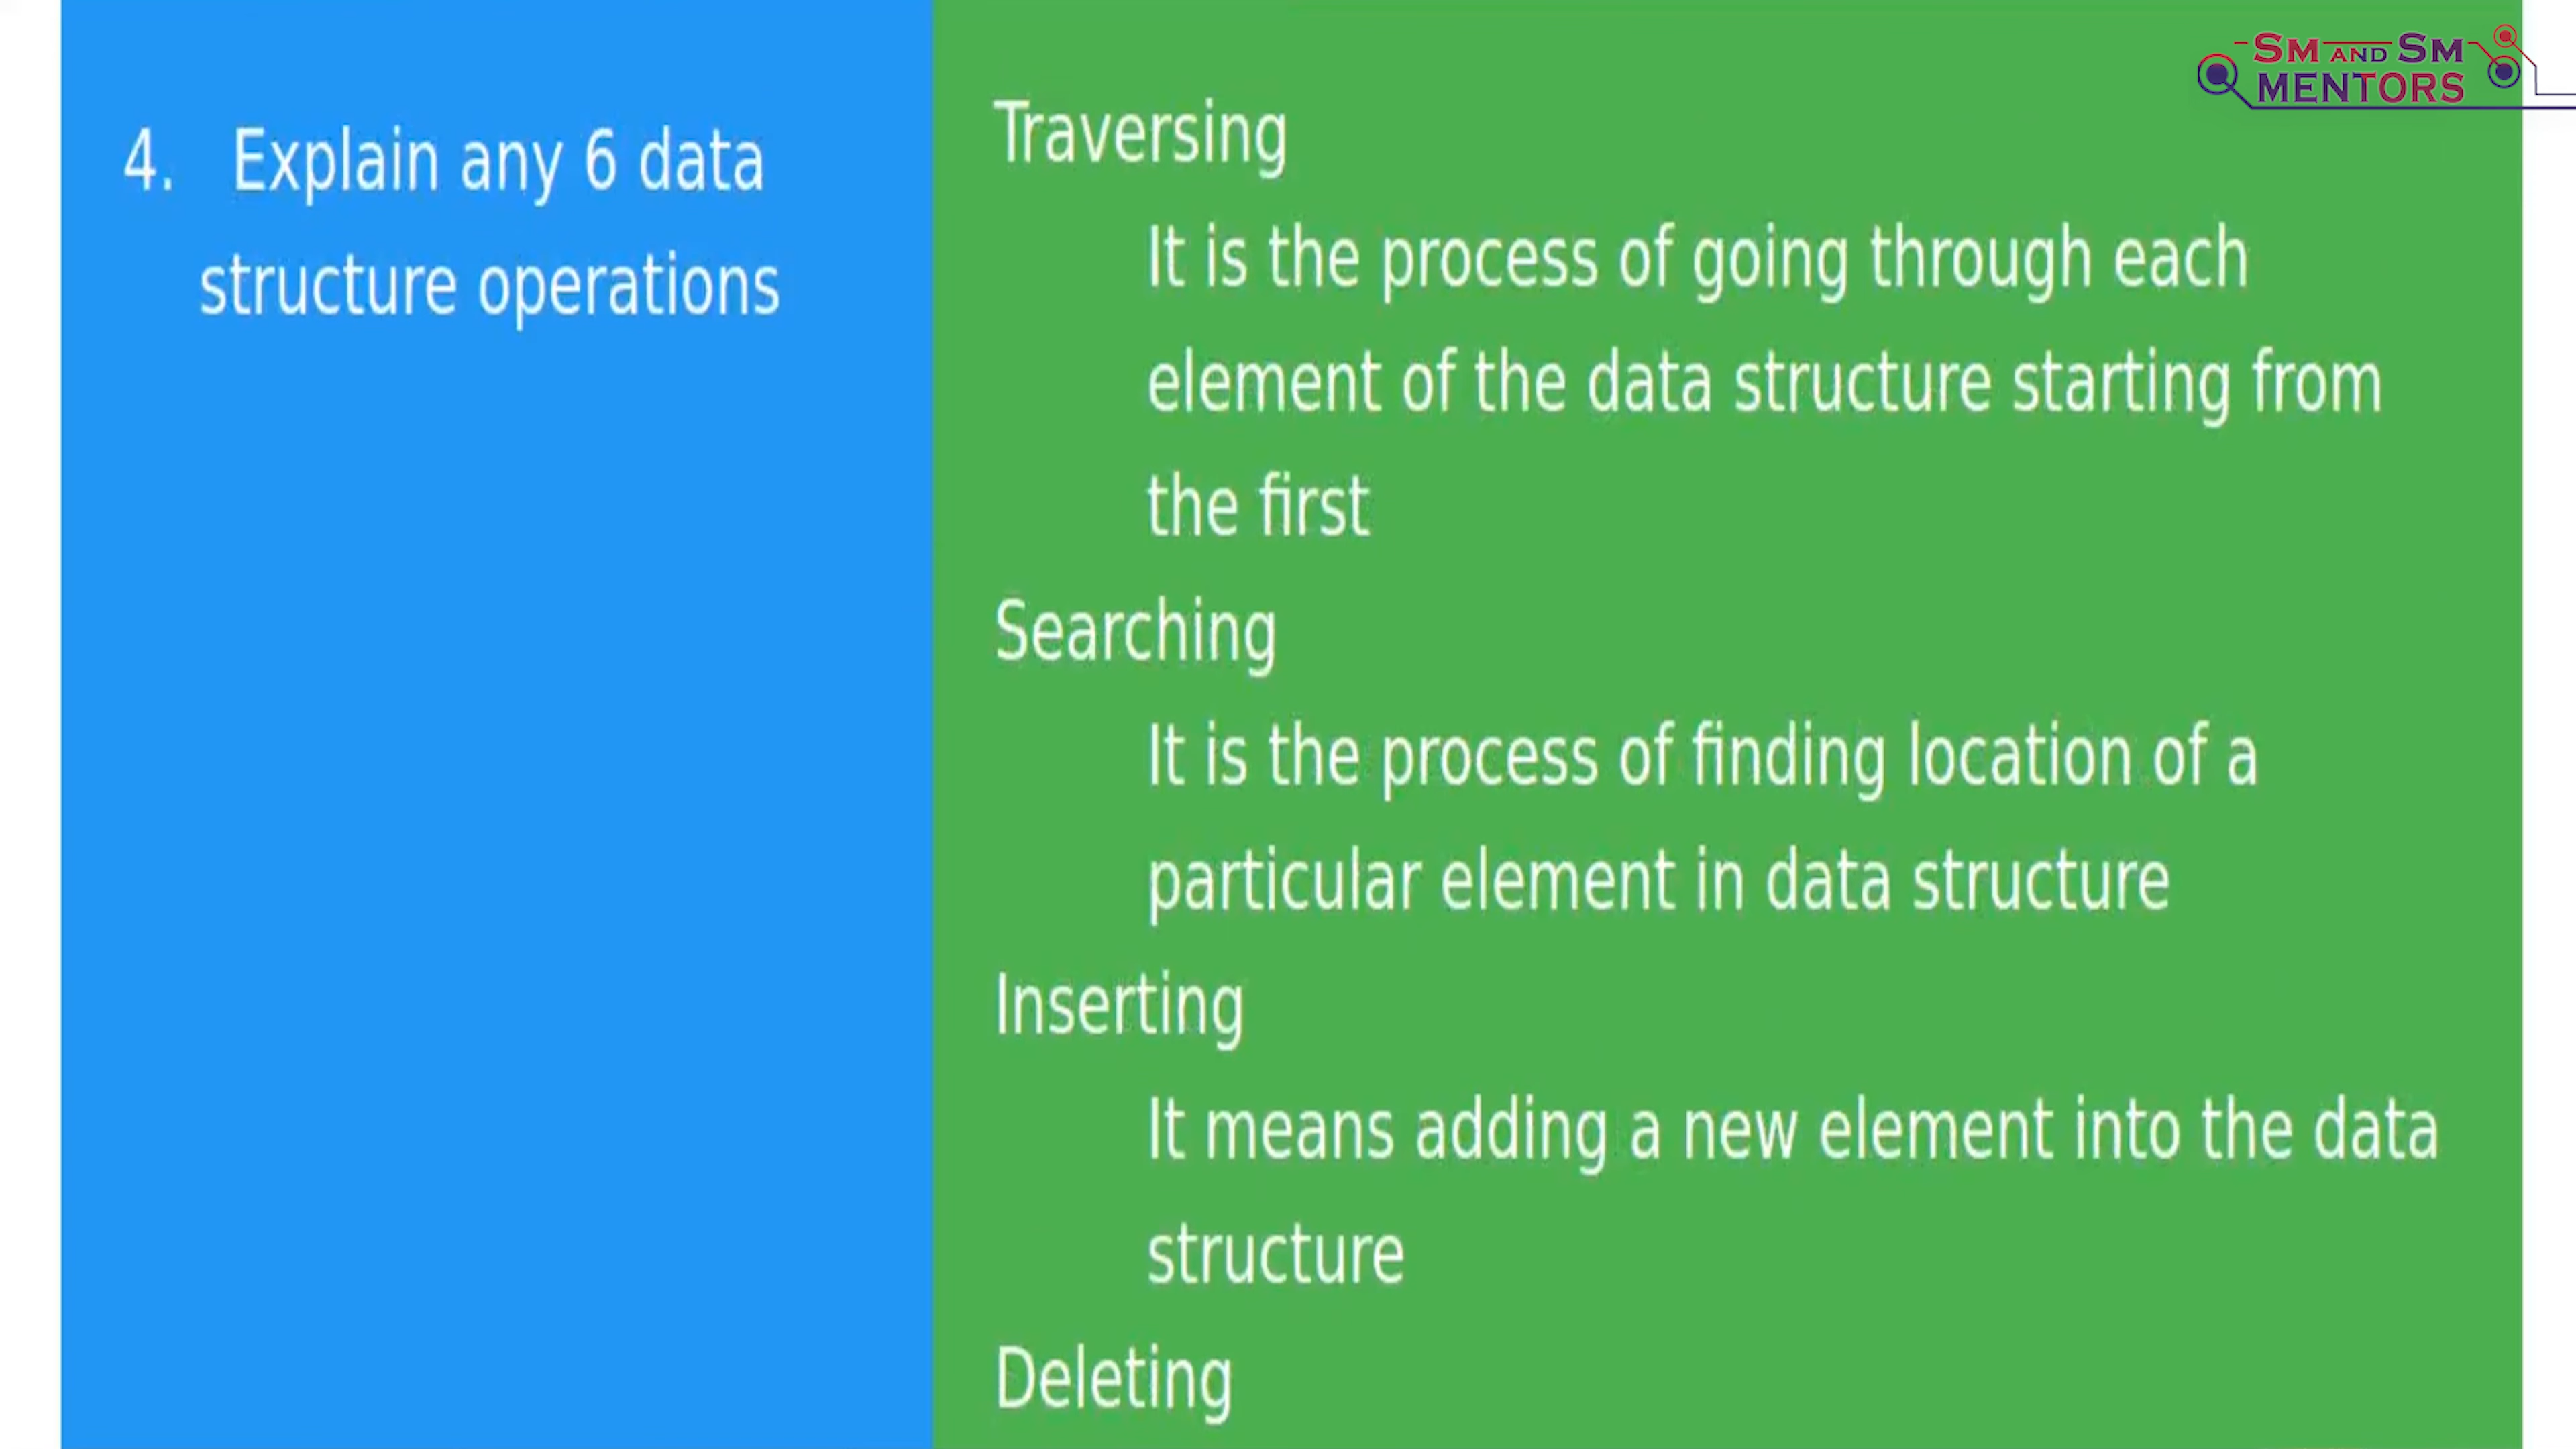 4. Explain any 6 data
structure operations
Traversing
It is the process of going through each
element of the data structure starting from
the first
Searching
It is the process of finding location of a
particular element in data structure
Inserting
It means adding a new element into the data
structure
Deleting
SM AND SM
MENTORS